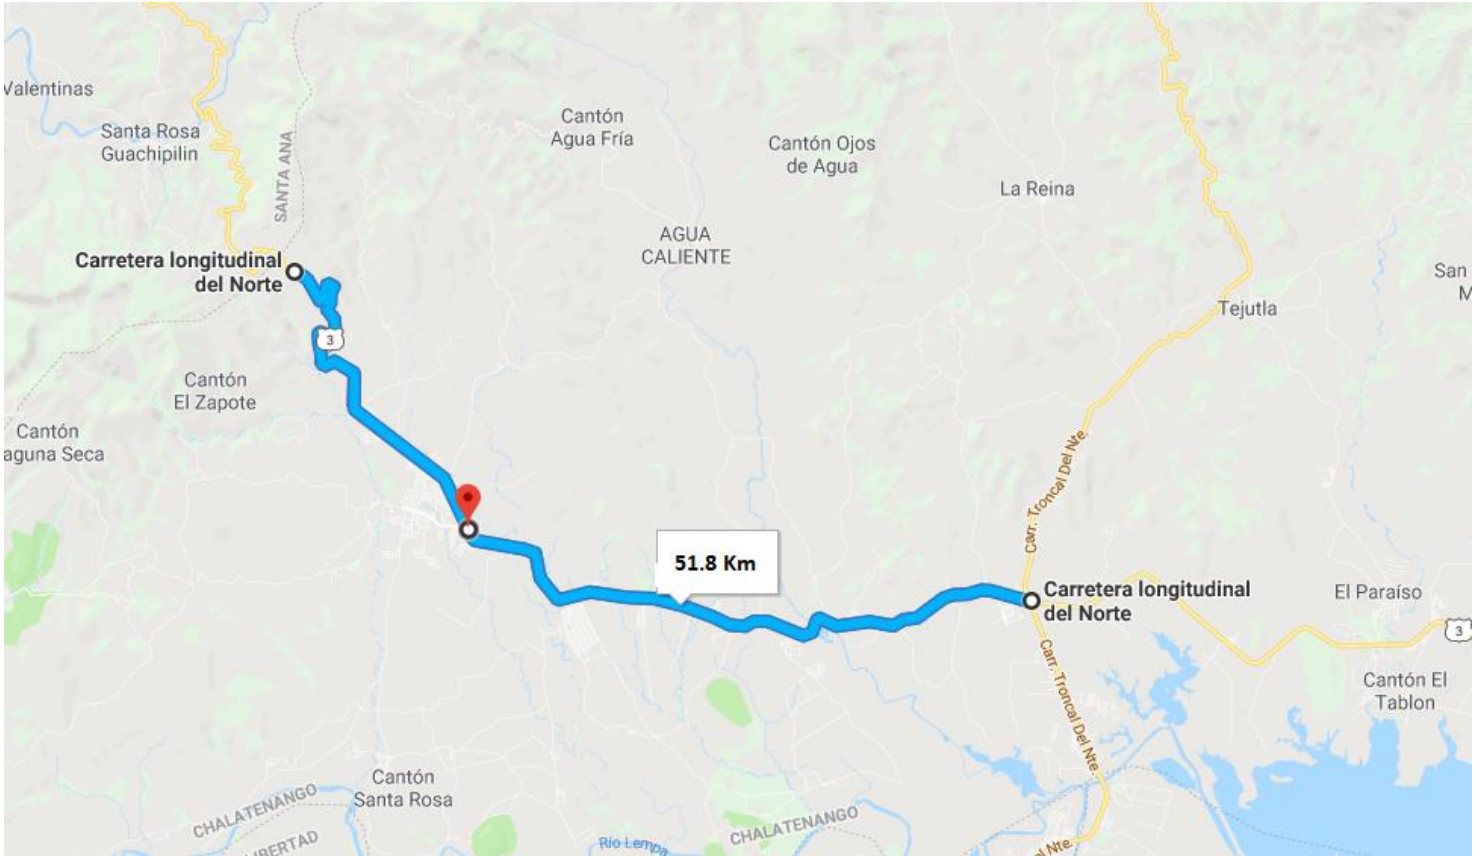 Valentinas
Santa Rosa
Guachipilin
SANTA ANA
Cantón
Agua Fría
Cantón Ojos
de Agua
La Reina
AGUA
CALIENTE
Carretera longitudinal
del Norte
San
M
Tejutla
3
Cantón
El Zapote
Cantón
aguna Seca
Carr. Troncal Del Nte.
51.8 Km
Carretera longitudinal
del Norte
El Paraíso
3
Carr. Troncal Del Nte.
Cantón El
Tablon
Cantón
Santa Rosa
CHALATENANGO
CHALATENANGO
IBERTAD
Río Lempa
el Nte.